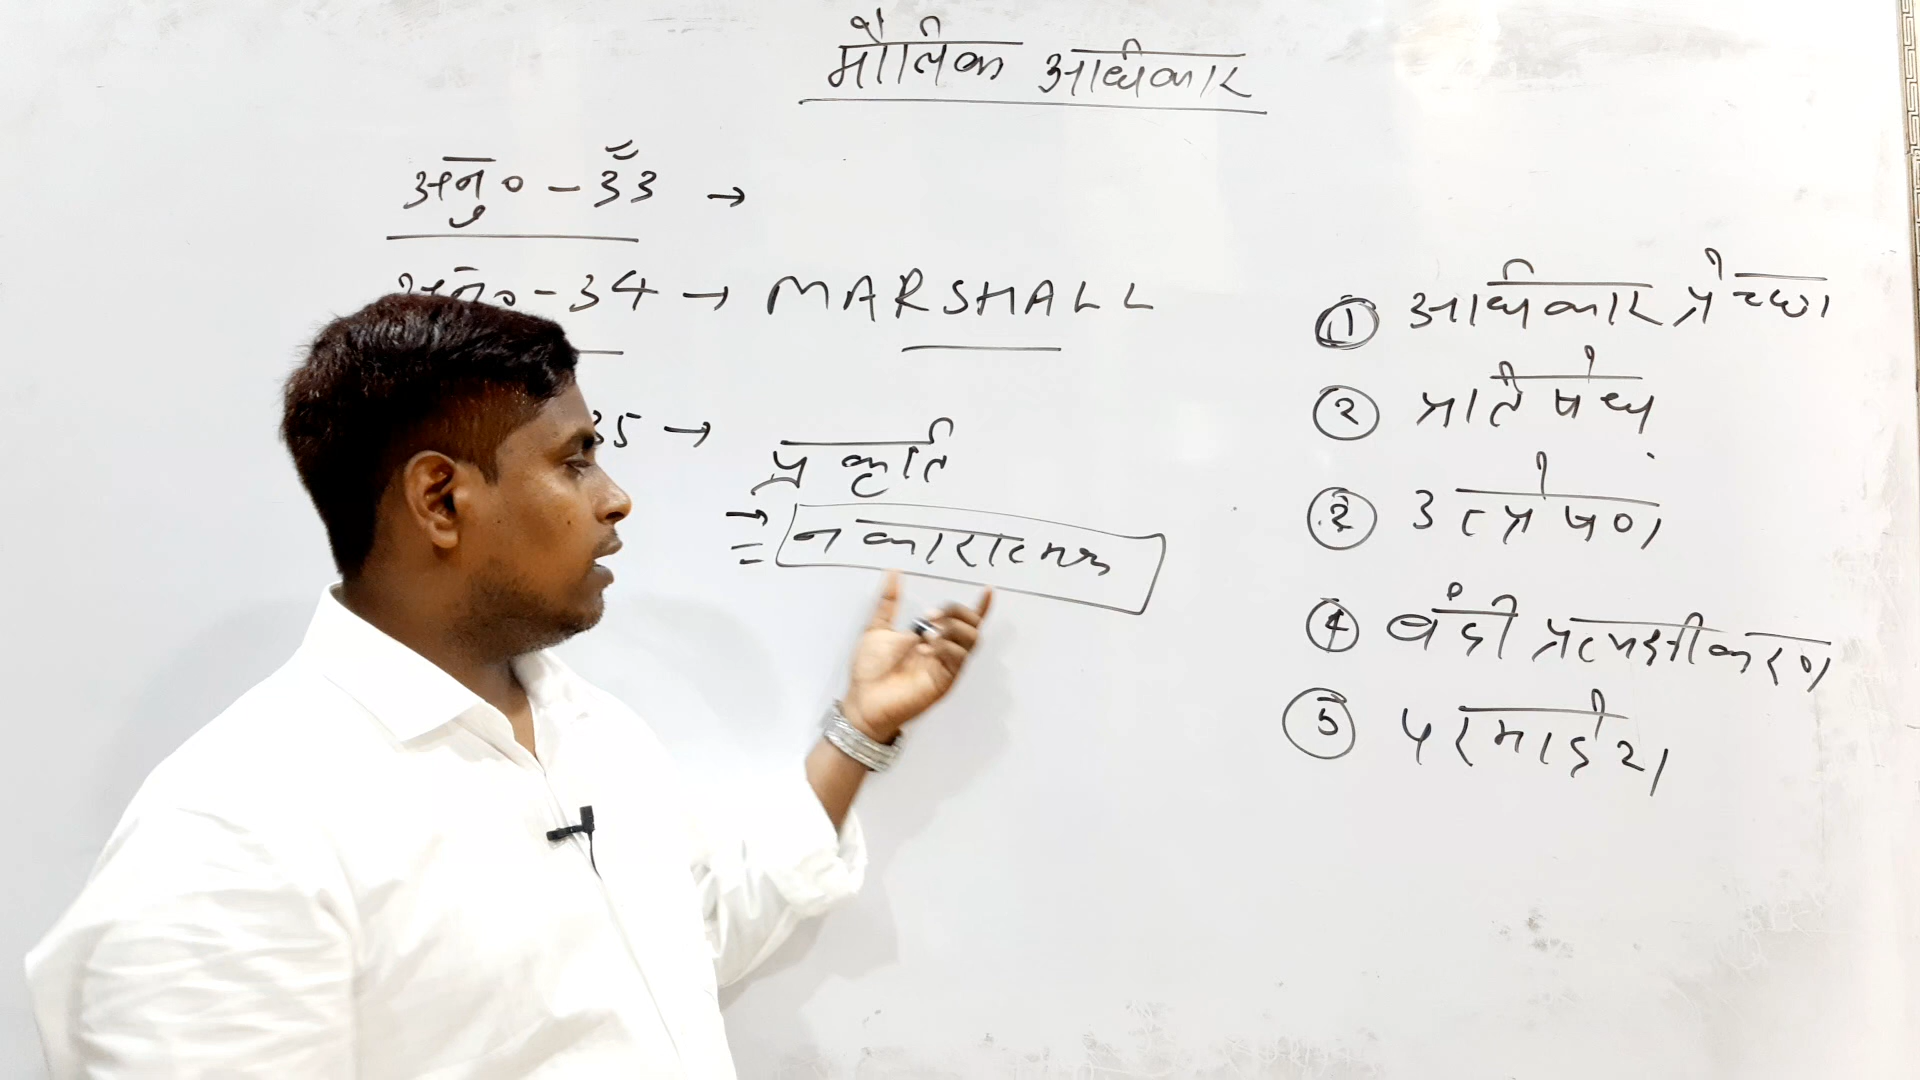 मौलिक अधिकार
अनु० - 33 →
अनु० - 34 → MARSHALL
35 →
प्रकृति
→ नकारात्मक
① अधिकार पृच्छा
② प्रतिषेध
③ उत्प्रेषण
④ बंदी प्रत्यक्षीकरण
⑤ परमादेश